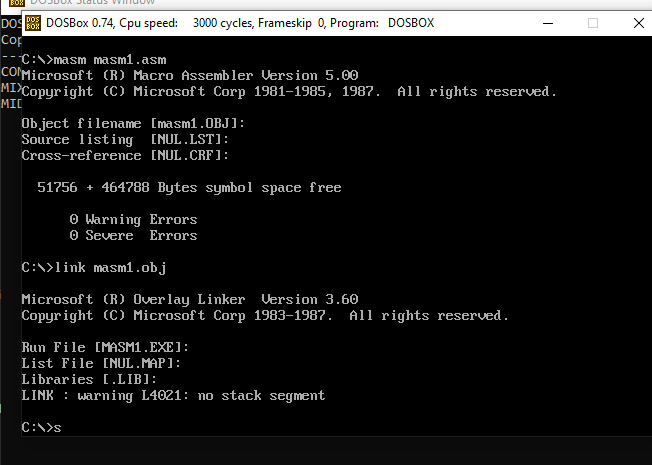 DOSBox Status Window
DOSBox 0.74, Cpu speed:    3000 cycles, Frameskip  0, Program:   DOSBOX
DOS
Cop
---
CON
MIX
MID
C:\>masm masm1.asm
Microsoft (R) Macro Assembler Version 5.00
Copyright (C) Microsoft Corp 1981-1985, 1987.  All rights reserved.
Object filename [masm1.OBJ]:
Source listing  [NUL.LST]:
Cross-reference [NUL.CRF]:
  51756 + 464788 Bytes symbol space free
      0 Warning Errors
      0 Severe  Errors
C:\>link masm1.obj
Microsoft (R) Overlay Linker  Version 3.60
Copyright (C) Microsoft Corp 1983-1987.  All rights reserved.
Run File [MASM1.EXE]:
List File [NUL.MAP]:
Libraries [.LIB]:
LINK : warning L4021: no stack segment
C:\>s